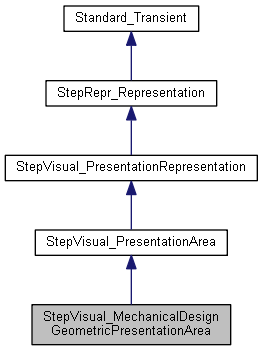 Standard_Transient
StepRepr_Representation
StepVisual_PresentationRepresentation
StepVisual_PresentationArea
StepVisual_MechanicalDesign
GeometricPresentationArea